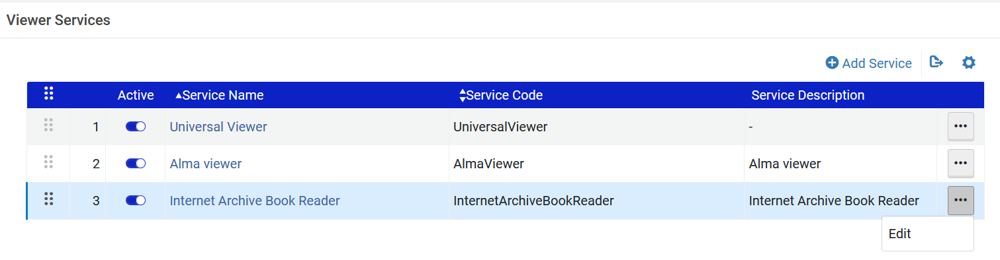 Viewer Services
Add Service
Active Service Name Service Code Service Description
1 Universal Viewer UniversalViewer -
2 Alma viewer AlmaViewer Alma viewer
3 Internet Archive Book Reader InternetArchiveBookReader Internet Archive Book Reader
Edit